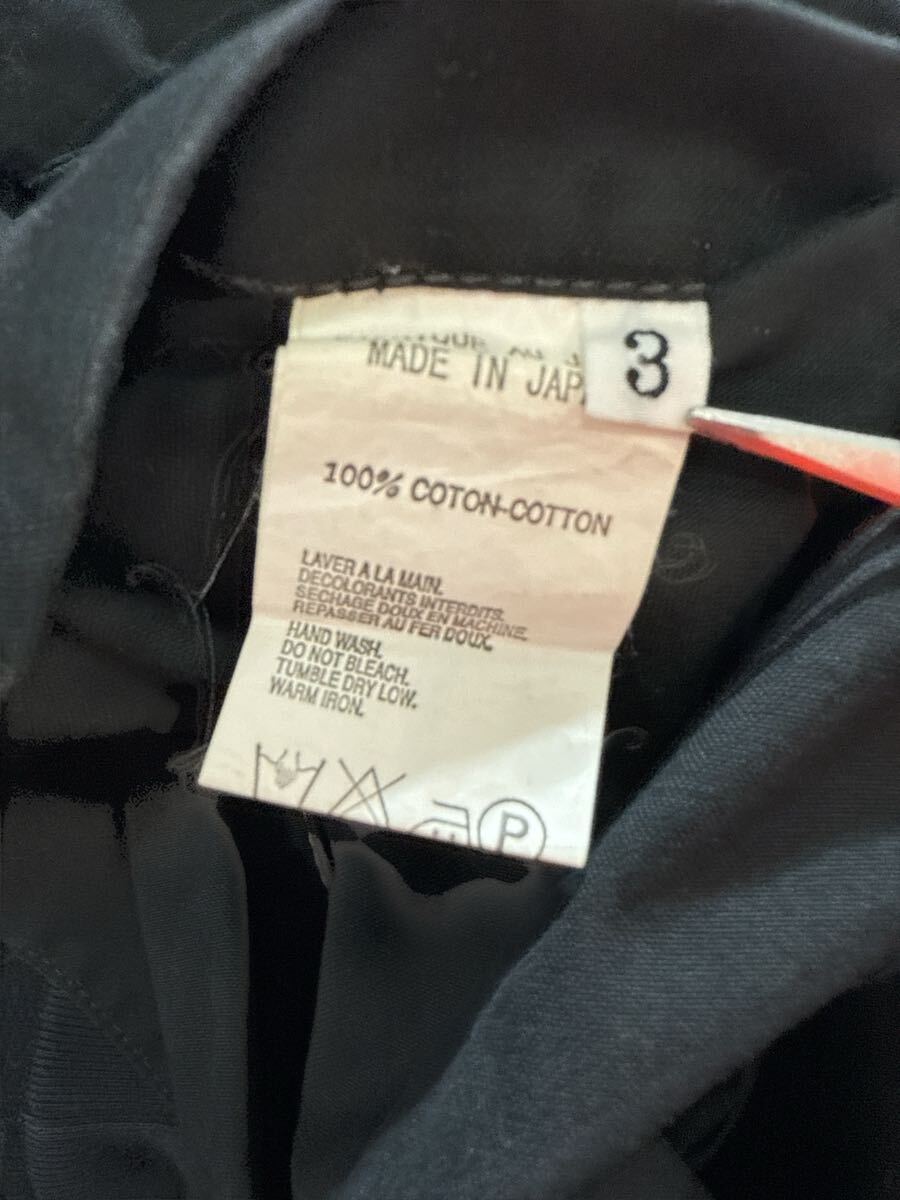 MADE IN JAP
3
100% COTON-COTTON
LAVER A LA MAIN.
DECOLORANTS INTERDITS.
SECHAGE DOUX EN MACHINE.
REPASSER AU FER DOUX.
HAND WASH.
DO NOT BLEACH.
TUMBLE DRY LOW.
WARM IRON.
P